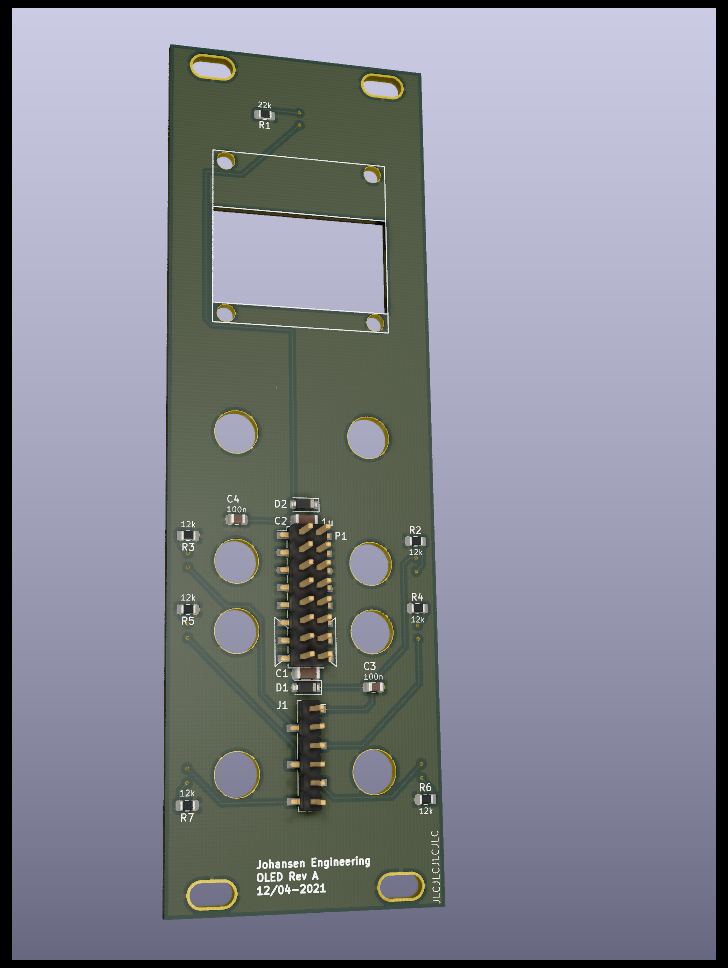 22k
R1
D2
C4
100n
C2
1u
P1
12k
R3
R2
12k
12k
R5
R4
12k
C1
C3
100n
D1
J1
12k
R7
R6
12k
Johansen Engineering
OLED Rev A
12/04-2021
JLCJLCJLCJLC